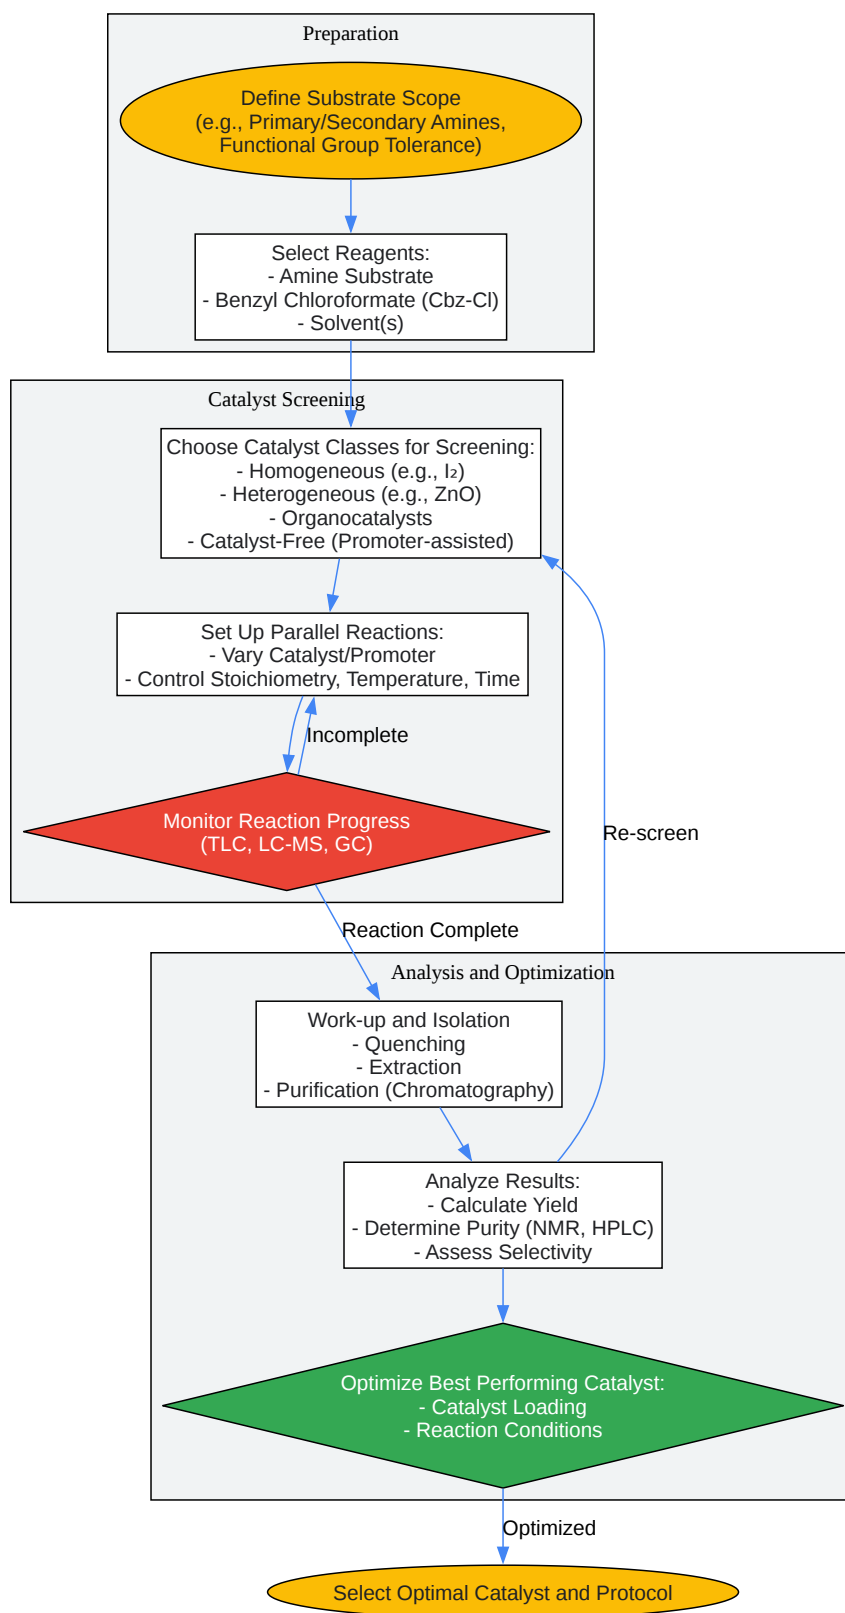 Preparation
Define Substrate Scope
(e.g., Primary/Secondary Amines,
Functional Group Tolerance)
Select Reagents:
- Amine Substrate
- Benzyl Chloroformate (Cbz-Cl)
- Solvent(s)
Catalyst Screening
Choose Catalyst Classes for Screening:
- Homogeneous (e.g., I₂)
- Heterogeneous (e.g., ZnO)
- Organocatalysts
- Catalyst-Free (Promoter-assisted)
Set Up Parallel Reactions:
- Vary Catalyst/Promoter
- Control Stoichiometry, Temperature, Time
Incomplete
Monitor Reaction Progress
(TLC, LC-MS, GC)
Re-screen
Reaction Complete
Analysis and Optimization
Work-up and Isolation
- Quenching
- Extraction
- Purification (Chromatography)
Analyze Results:
- Calculate Yield
- Determine Purity (NMR, HPLC)
- Assess Selectivity
Optimize Best Performing Catalyst:
- Catalyst Loading
- Reaction Conditions
Optimized
Select Optimal Catalyst and Protocol